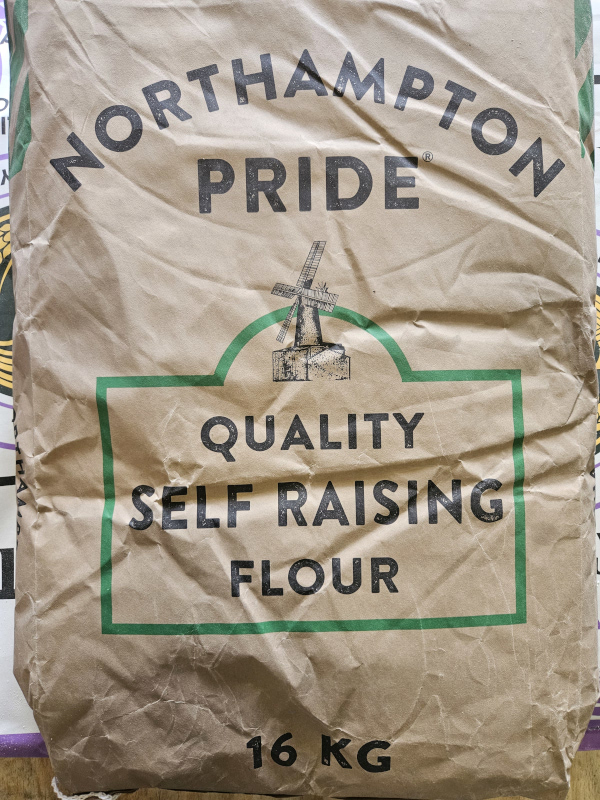 NORTHAMPTON
PRIDE®
QUALITY
SELF RAISING
FLOUR
16 KG